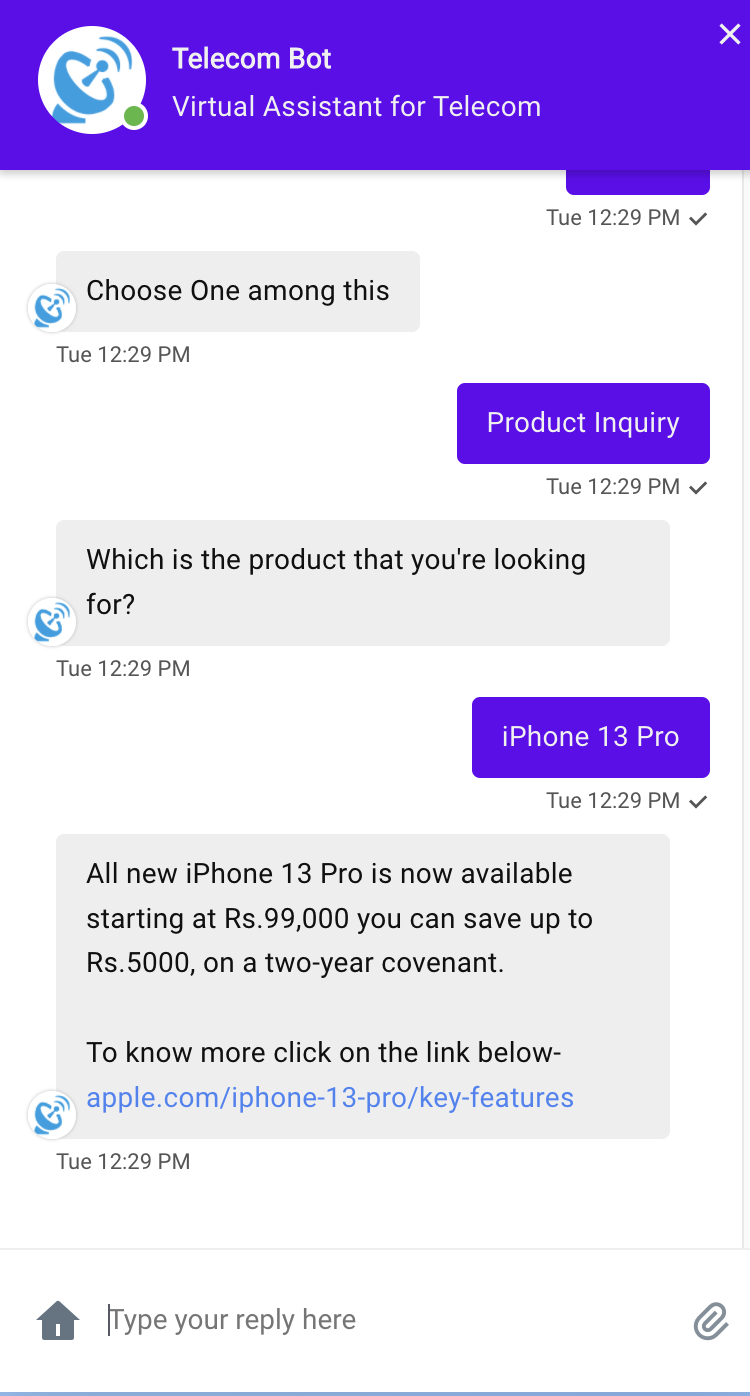 Telecom Bot
Virtual Assistant for Telecom
Tue 12:29 PM
Choose One among this
Tue 12:29 PM
Product Inquiry
Tue 12:29 PM
Which is the product that you're looking
for?
Tue 12:29 PM
iPhone 13 Pro
Tue 12:29 PM
All new iPhone 13 Pro is now available
starting at Rs.99,000 you can save up to
Rs.5000, on a two-year covenant.
To know more click on the link below-
apple.com/iphone-13-pro/key-features
Tue 12:29 PM
Type your reply here